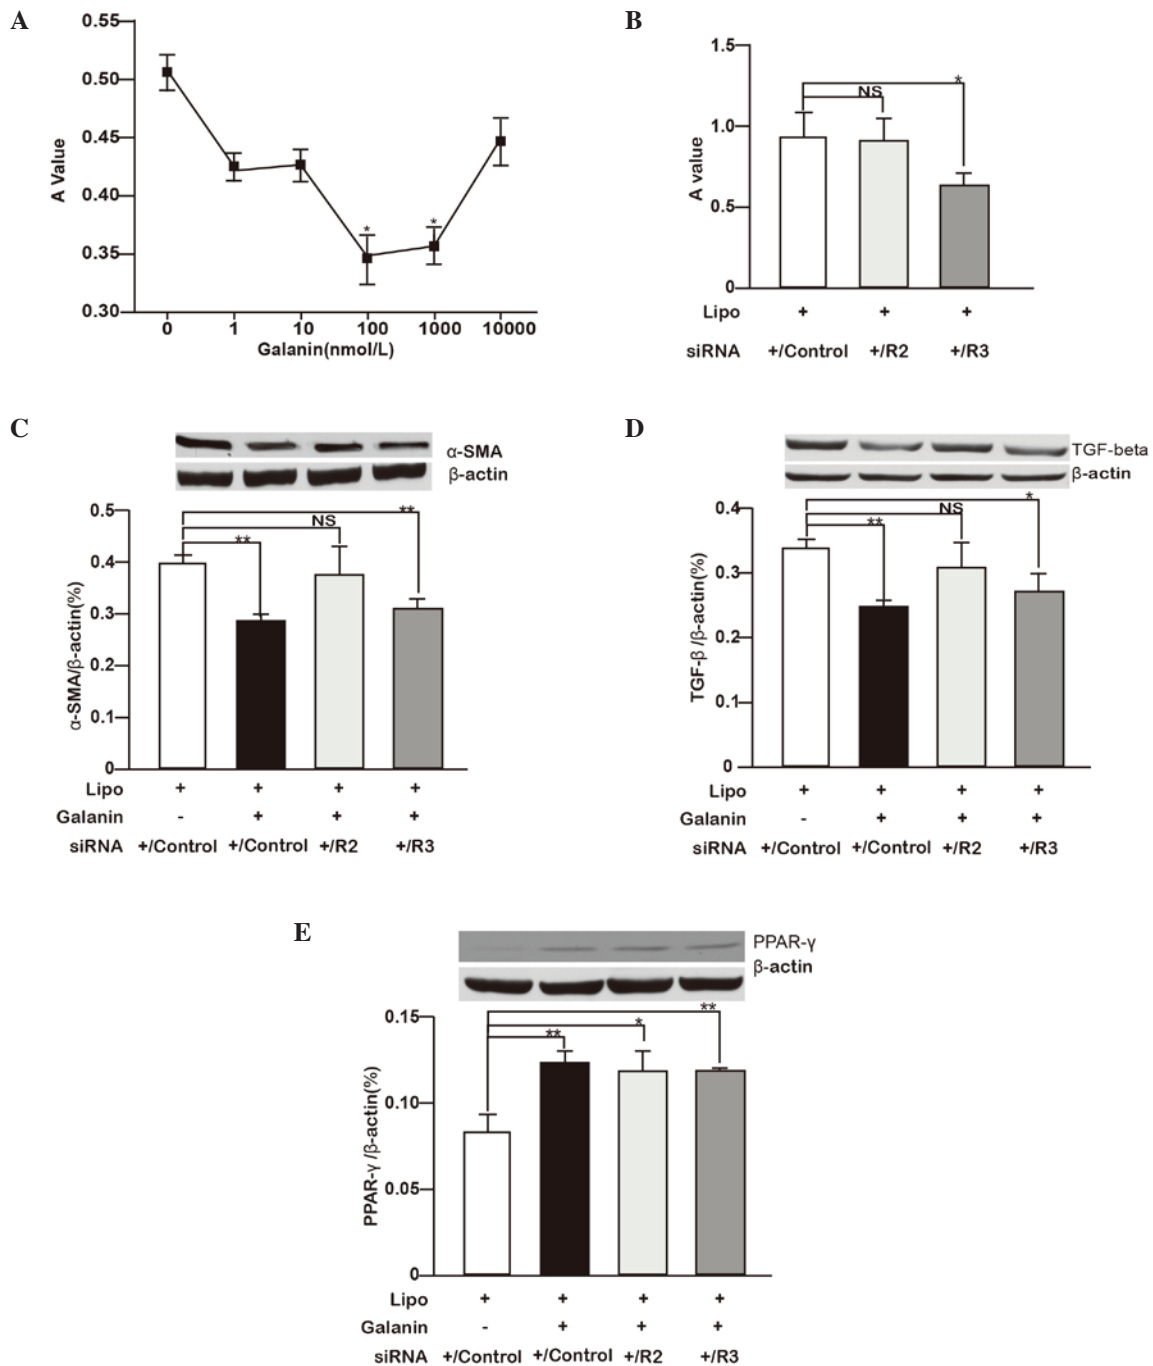 A
0.55
0.50
0.45
0.40
0.35
0.30
A Value
*
*
0 1 10 100 1000 10000
Galanin(nmol/L)
B
1.5
1.0
0.5
0
A value
*
NS
Lipo + + +
siRNA +/Control +/R2 +/R3
C
α-SMA
β-actin
0.5
0.4
0.3
0.2
0.1
0
α-SMA/β-actin(%)
**
NS
**
Lipo + + + +
Galanin - + + +
siRNA +/Control +/Control +/R2 +/R3
D
TGF-beta
β-actin
0.4
0.3
0.2
0.1
0
TGF-β /β-actin(%)
*
NS
**
Lipo + + + +
Galanin - + + +
siRNA +/Control +/Control +/R2 +/R3
E
PPAR-γ
β-actin
0.15
0.10
0.05
0
PPAR-γ /β-actin(%)
**
*
**
Lipo + + + +
Galanin - + + +
siRNA +/Control +/Control +/R2 +/R3